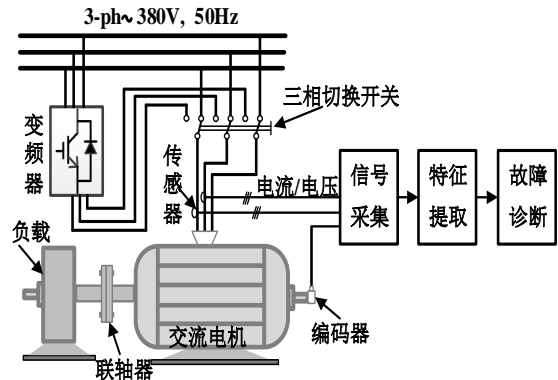 3-ph~380V, 50Hz
三相切换开关
变
频
器
传
感
器
电流/电压
信号
采集
特征
提取
故障
诊断
负载
交流电机
编码器
联轴器